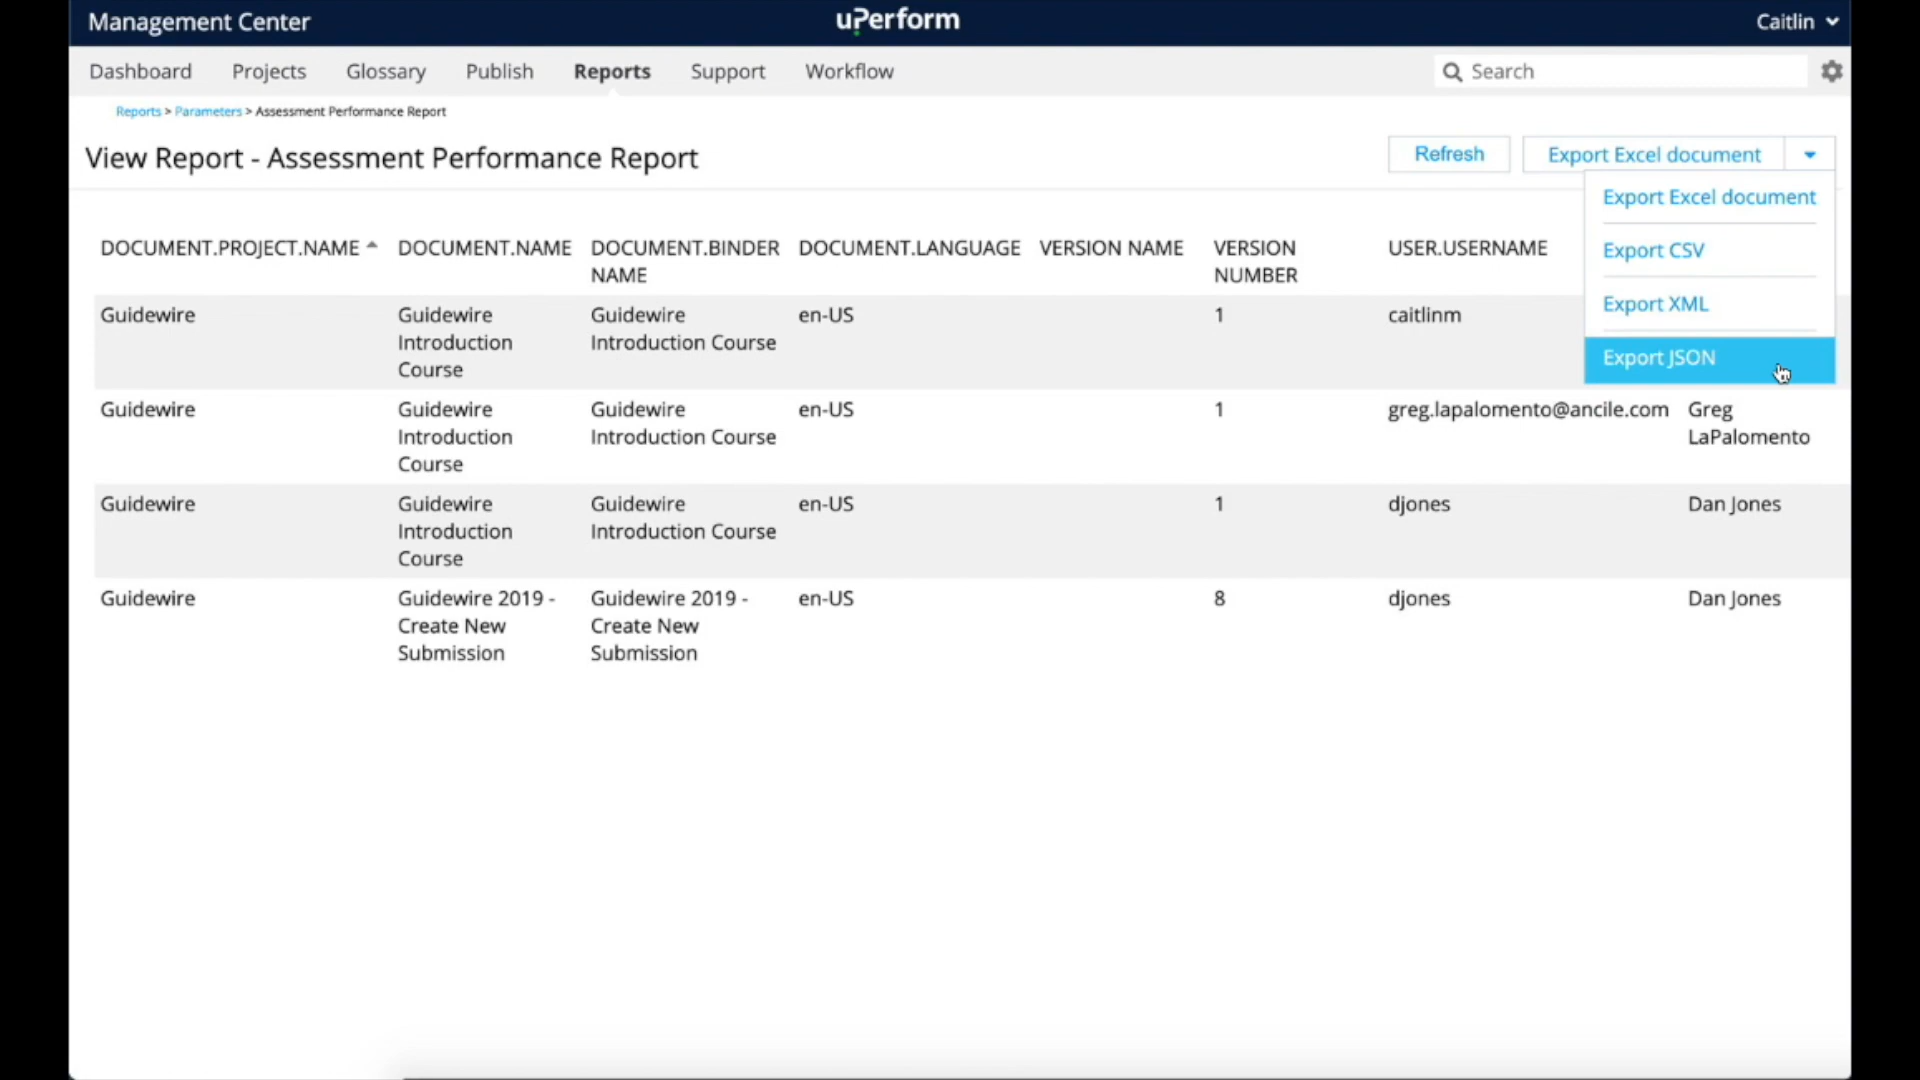 Management Center
uPerform
Caitlin
Dashboard
Projects
Glossary
Publish
Reports
Support
Workflow
Search
Reports > Parameters > Assessment Performance Report
View Report - Assessment Performance Report
Refresh
Export Excel document
Export Excel document
Export CSV
Export XML
Export JSON
DOCUMENT.PROJECT.NAME
DOCUMENT.NAME
DOCUMENT.BINDER
NAME
DOCUMENT.LANGUAGE
VERSION NAME
VERSION
NUMBER
USER.USERNAME
Guidewire
Guidewire
Introduction
Course
Guidewire
Introduction Course
en-US
1
caitlinm
Guidewire
Guidewire
Introduction
Course
Guidewire
Introduction Course
en-US
1
greg.lapalomento@ancile.com
Greg
LaPalomento
Guidewire
Guidewire
Introduction
Course
Guidewire
Introduction Course
en-US
1
djones
Dan Jones
Guidewire
Guidewire 2019 -
Create New
Submission
Guidewire 2019 -
Create New
Submission
en-US
8
djones
Dan Jones